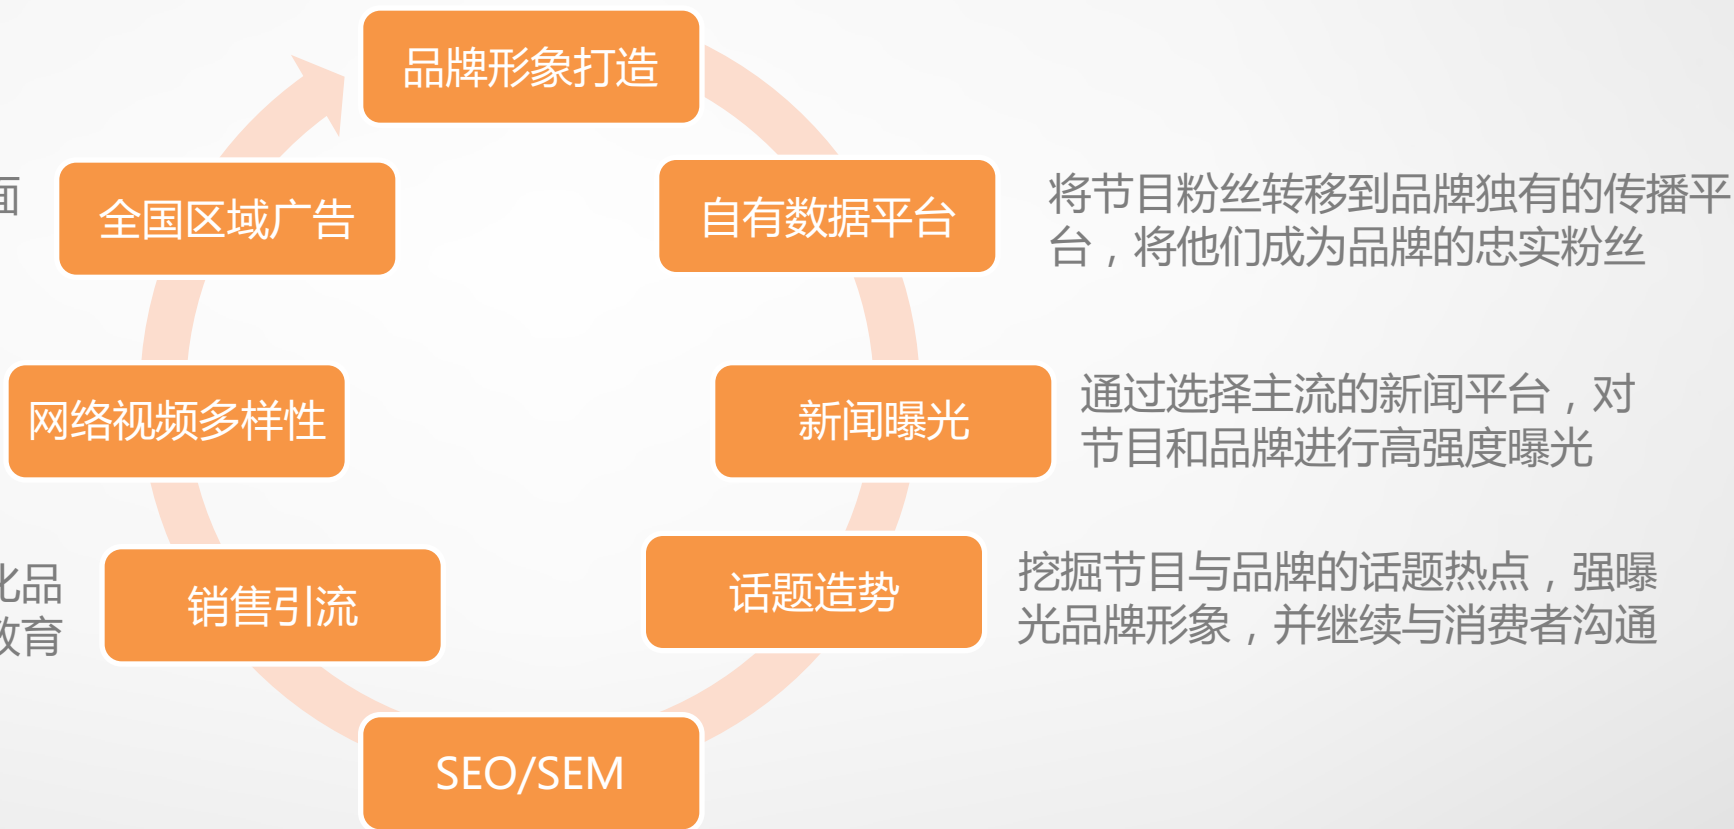 品牌形象打造
面
全国区域广告
自有数据平台
将节目粉丝转移到品牌独有的传播平
台，将他们成为品牌的忠实粉丝
网络视频多样性
新闻曝光
通过选择主流的新闻平台，对
节目和品牌进行高强度曝光
化品
教育
销售引流
话题造势
挖掘节目与品牌的话题热点，强曝
光品牌形象，并继续与消费者沟通
SEO/SEM